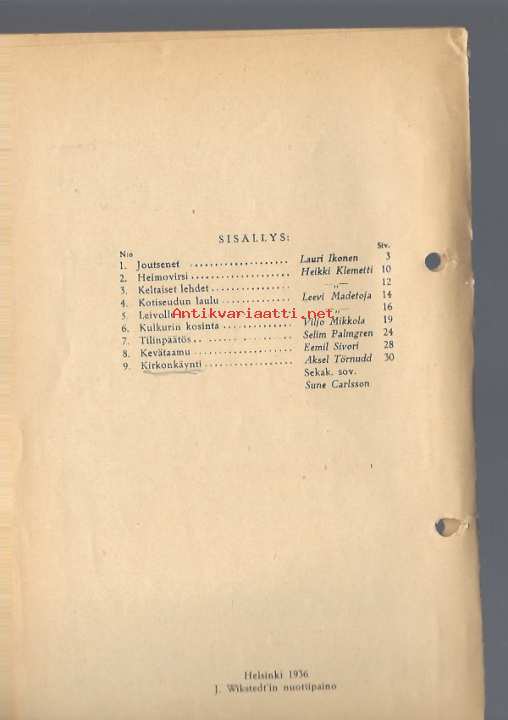 SISÄLLYS:
N:o Siv.
1. Joutsenet .................... Lauri Ikonen 3
2. Heimovirsi .................... Heikki Klemetti 10
3. Keltaiset lehdet ................ —„— 12
4. Kotiseudun laulu .............. Leevi Madetoja 14
5. Leivolle „ 16
Antikvariaatti.net
6. Kulkurin kosinta .............. Viljo Mikkola 19
7. Tilinpäätös .................... Selim Palmgren 24
8. Kevätaamu .................... Eemil Sivori 28
9. Kirkonkäynti .................. Aksel Törnudd 30
Sekak. sov.
Sune Carlsson
Helsinki 1936
J. Wikstedt'in nuottipaino